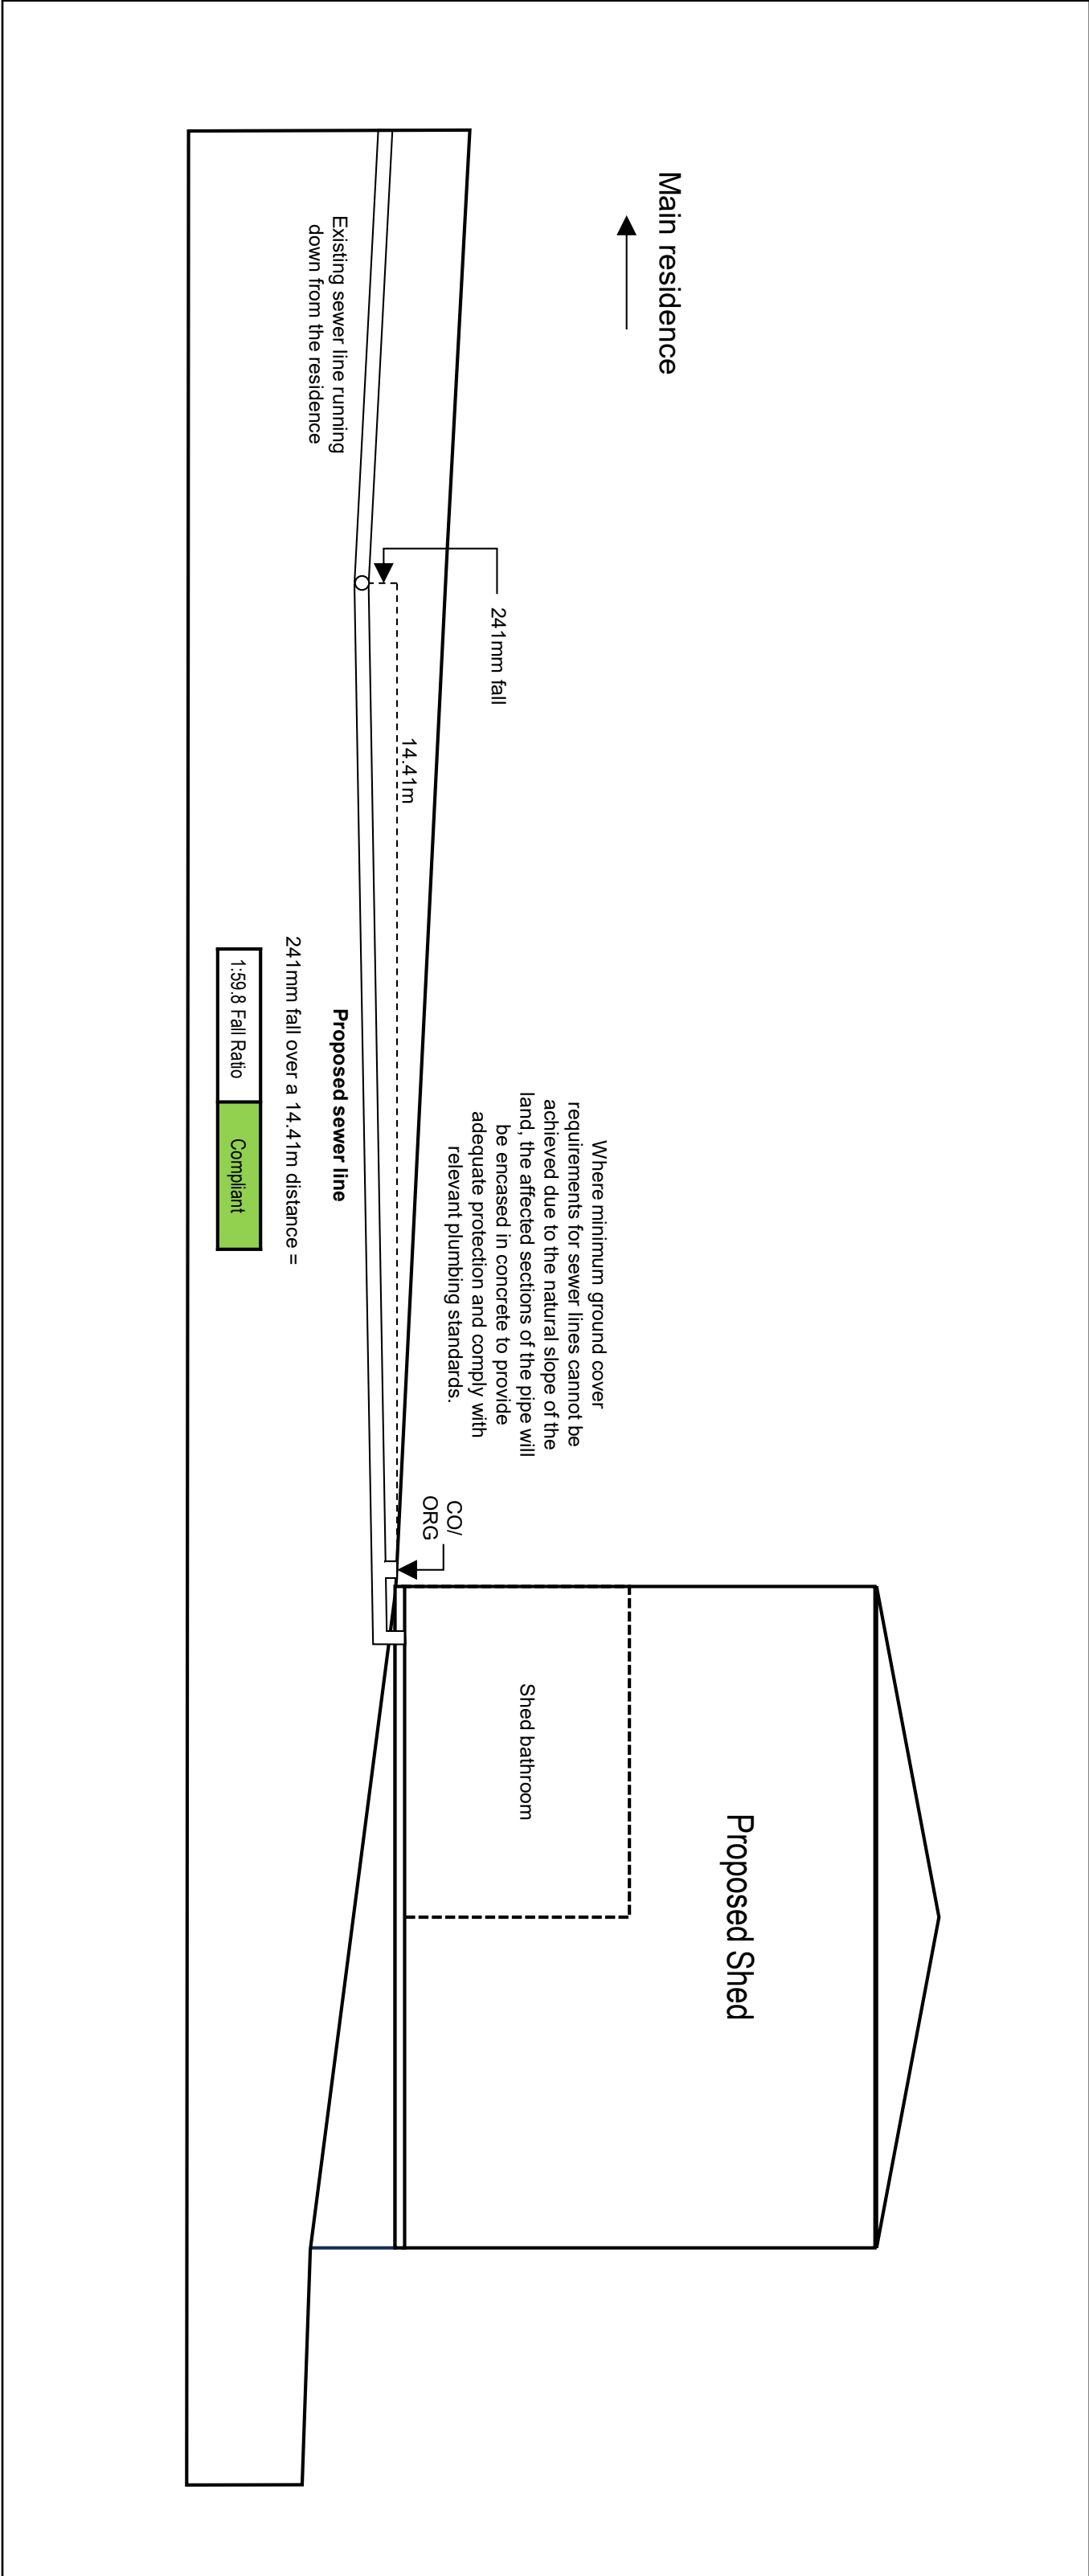 Main residence
Existing sewer line running
down from the residence
241mm fall
14.41m
Where minimum ground cover
requirements for sewer lines cannot be
achieved due to the natural slope of the
land, the affected sections of the pipe will
be encased in concrete to provide
adequate protection and comply with
relevant plumbing standards.
Proposed sewer line
241mm fall over a 14.41m distance =
1:59.8 Fall Ratio
Compliant
CO/
ORG
Shed bathroom
Proposed Shed